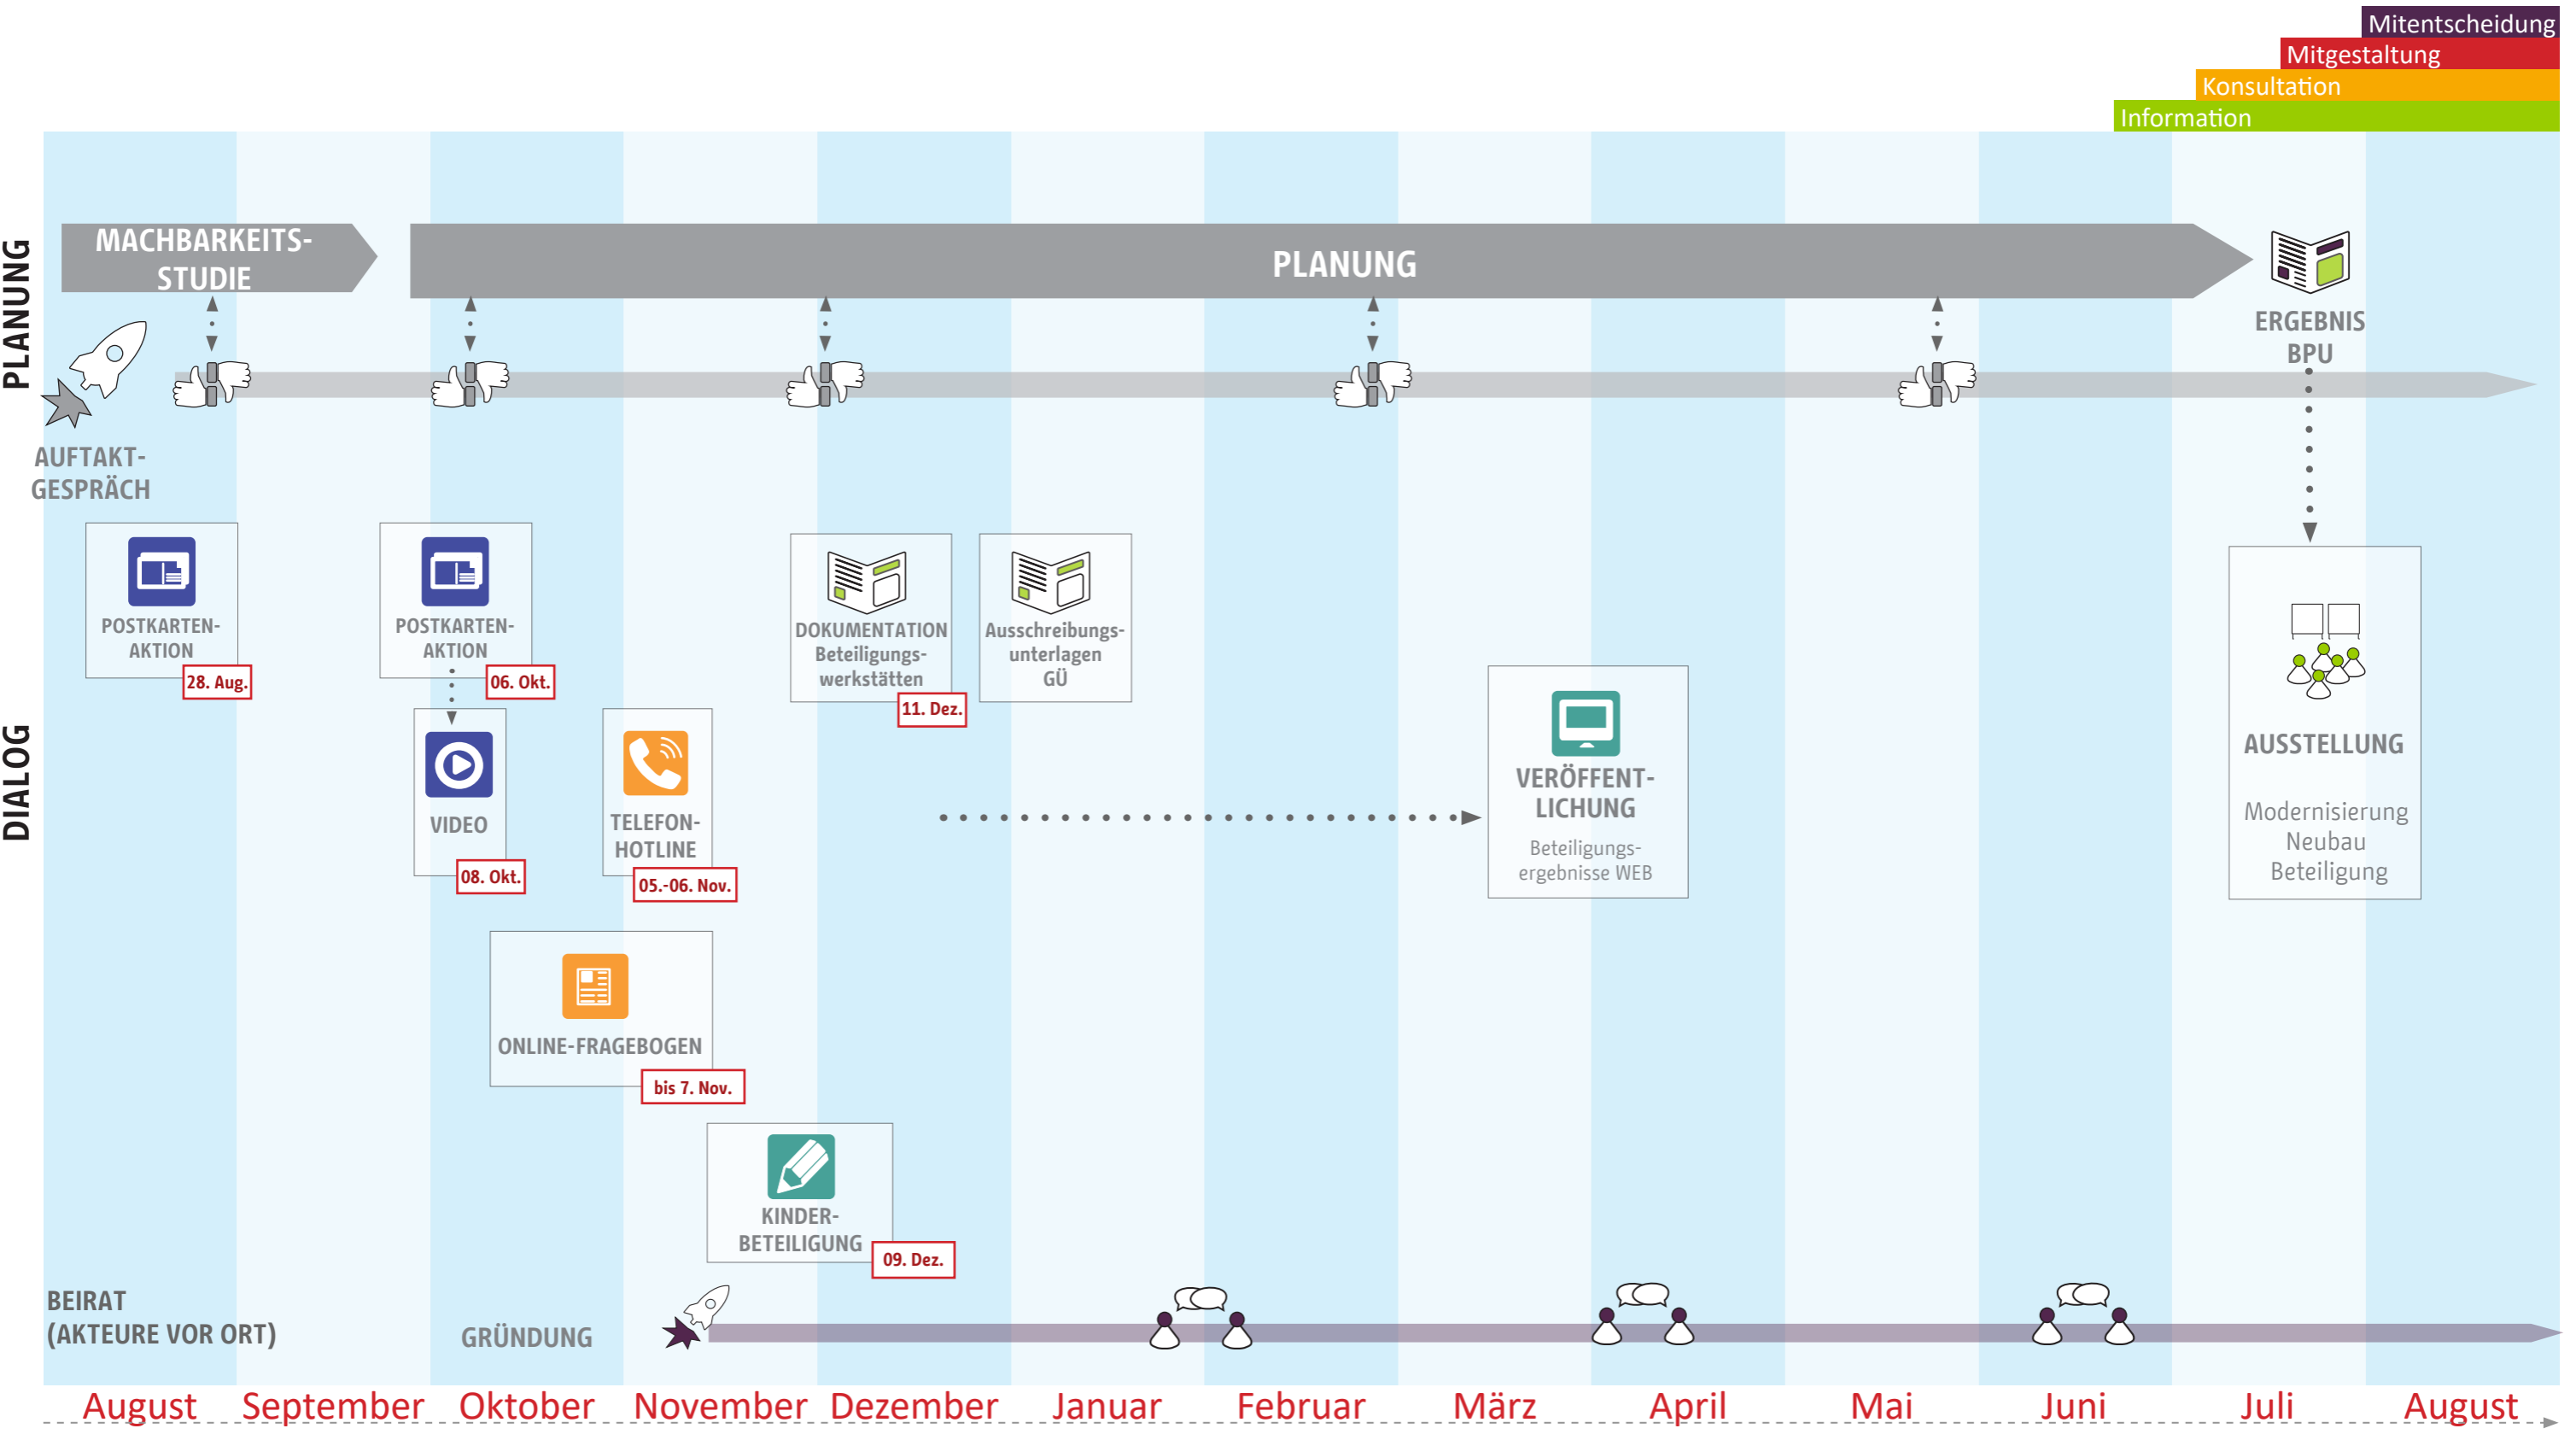 Mitentscheidung
Mitgestaltung
Konsultation
Information
PLANUNG
MACHBARKEITS-
STUDIE
PLANUNG
ERGEBNIS
BPU
AUFTAKT-
GESPRÄCH
DIALOG
POSTKARTEN-
AKTION
28. Aug.
POSTKARTEN-
AKTION
06. Okt.
DOKUMENTATION
Beteiligungs-
werkstätten
11. Dez.
Ausschreibungs-
unterlagen
GÜ
VIDEO
08. Okt.
TELEFON-
HOTLINE
05.-06. Nov.
VERÖFFENT-
LICHUNG
Beteiligungs-
ergebnisse WEB
AUSSTELLUNG
Modernisierung
Neubau
Beteiligung
ONLINE-FRAGEBOGEN
bis 7. Nov.
KINDER-
BETEILIGUNG
09. Dez.
BEIRAT
(AKTEURE VOR ORT)
GRÜNDUNG
August September Oktober November Dezember Januar Februar März April Mai Juni Juli August